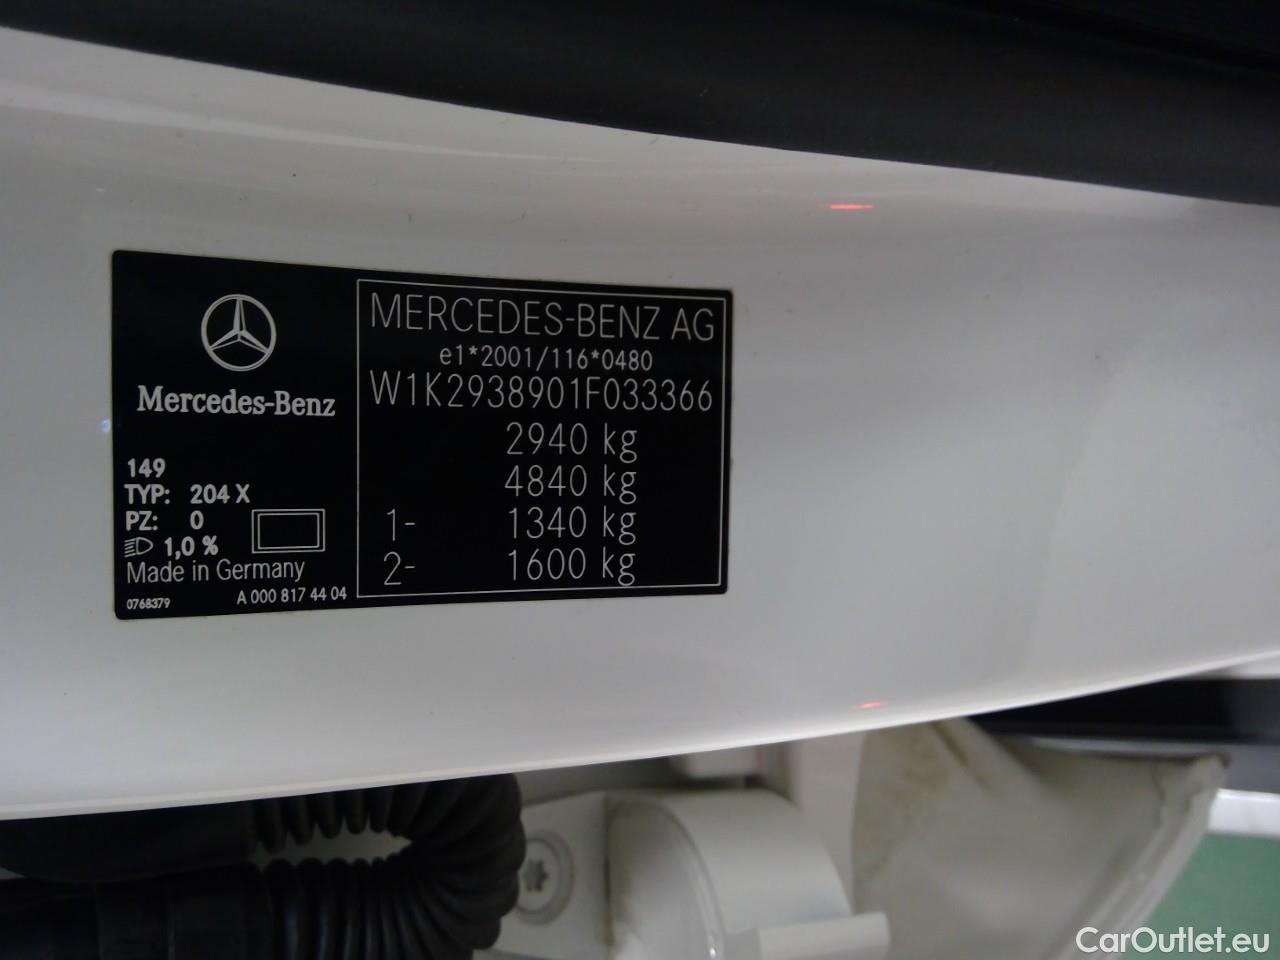 Mercedes-Benz
149
TYP: 204 X
PZ: 0
1,0 %
Made in Germany
0768379 A 000 817 44 04
MERCEDES-BENZ AG
e1*2001/116*0480
W1K2938901F033366
2940 kg
4840 kg
1- 1340 kg
2- 1600 kg
CarOutlet.eu